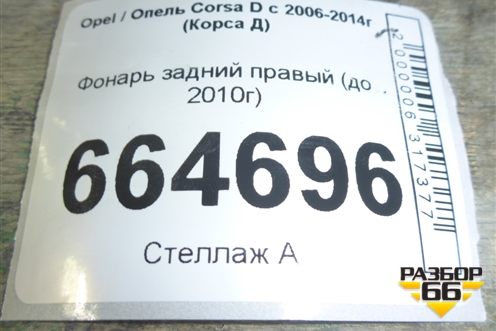 Opel / Опель Corsa D с 2006-2014г
(Корса Д)
Фонарь задний правый (до
2010г)
664696
Стеллаж А
2000006317377
РАЗБОР
66